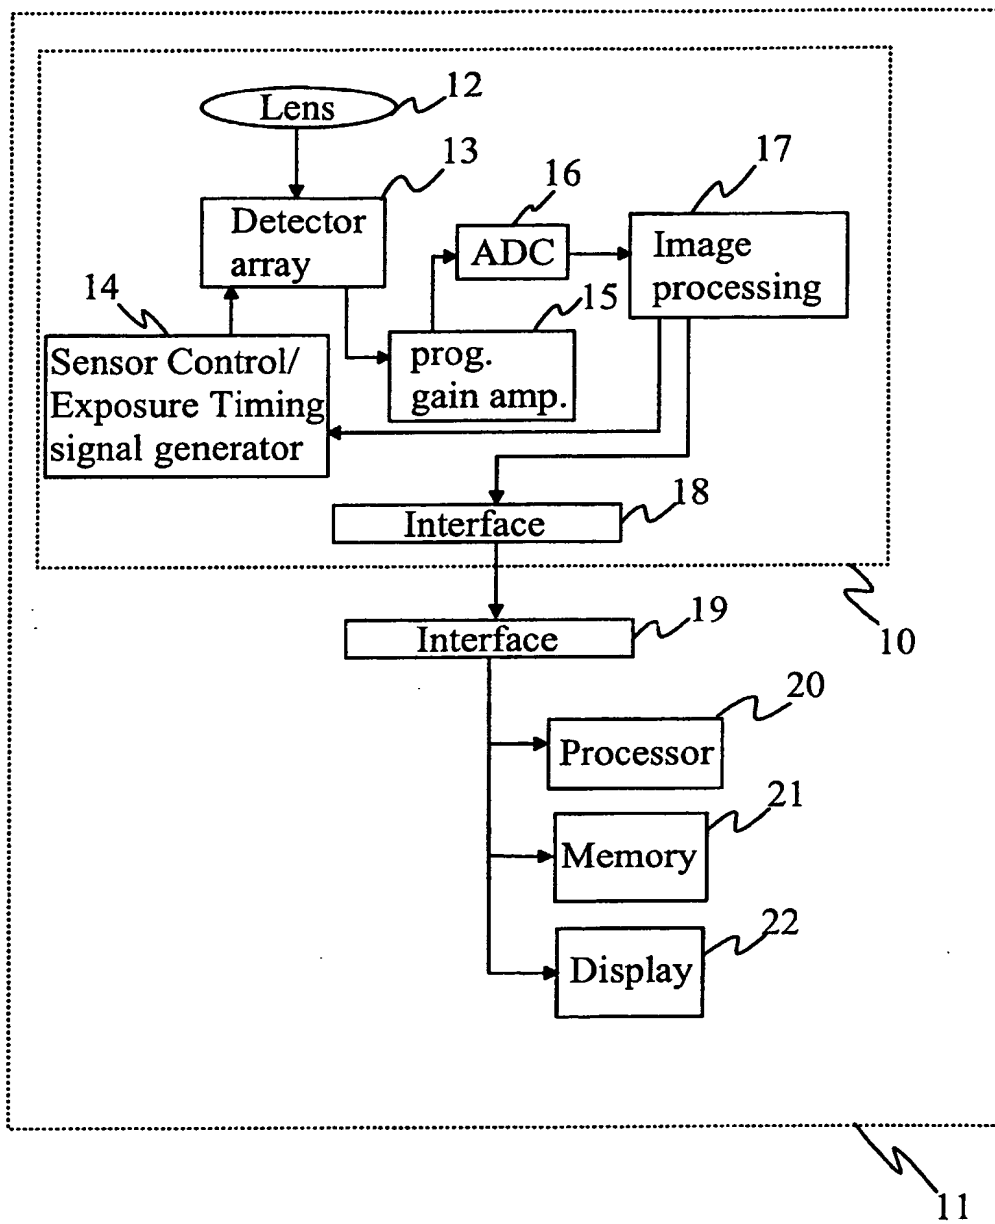 Lens
12
13
Detector
array
16
ADC
17
Image
processing
14
15
Sensor Control/
Exposure Timing
signal generator
prog.
gain amp.
Interface
18
10
Interface
19
20
Processor
21
Memory
22
Display
11